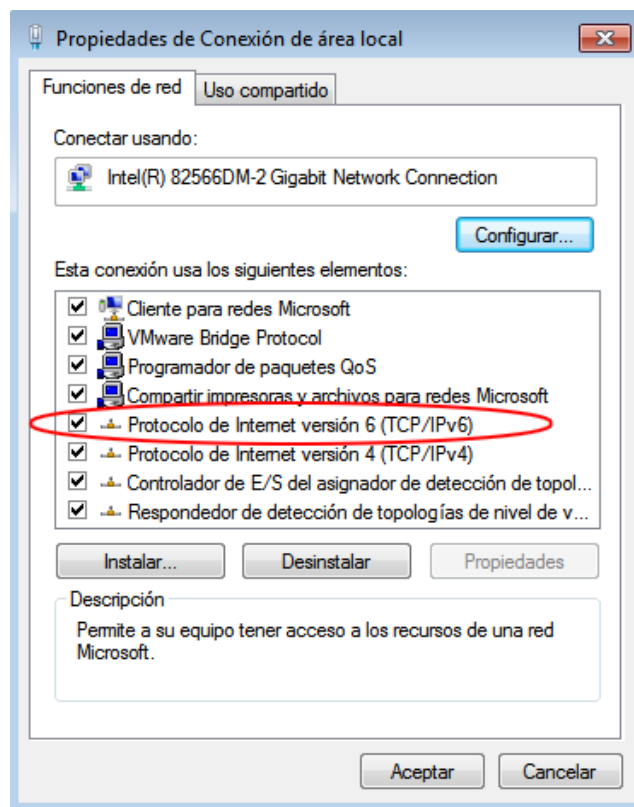 Propiedades de Conexión de área local
Funciones de red
Uso compartido
Conectar usando:
Intel(R) 82566DM-2 Gigabit Network Connection
Configurar...
Esta conexión usa los siguientes elementos:
Cliente para redes Microsoft
VMware Bridge Protocol
Programador de paquetes QoS
Compartir impresoras y archivos para redes Microsoft
Protocolo de Internet versión 6 (TCP/IPv6)
Protocolo de Internet versión 4 (TCP/IPv4)
Controlador de E/S del asignador de detección de topol...
Respondedor de detección de topologías de nivel de v...
Instalar...
Desinstalar
Propiedades
Descripción
Permite a su equipo tener acceso a los recursos de una red
Microsoft.
Aceptar
Cancelar